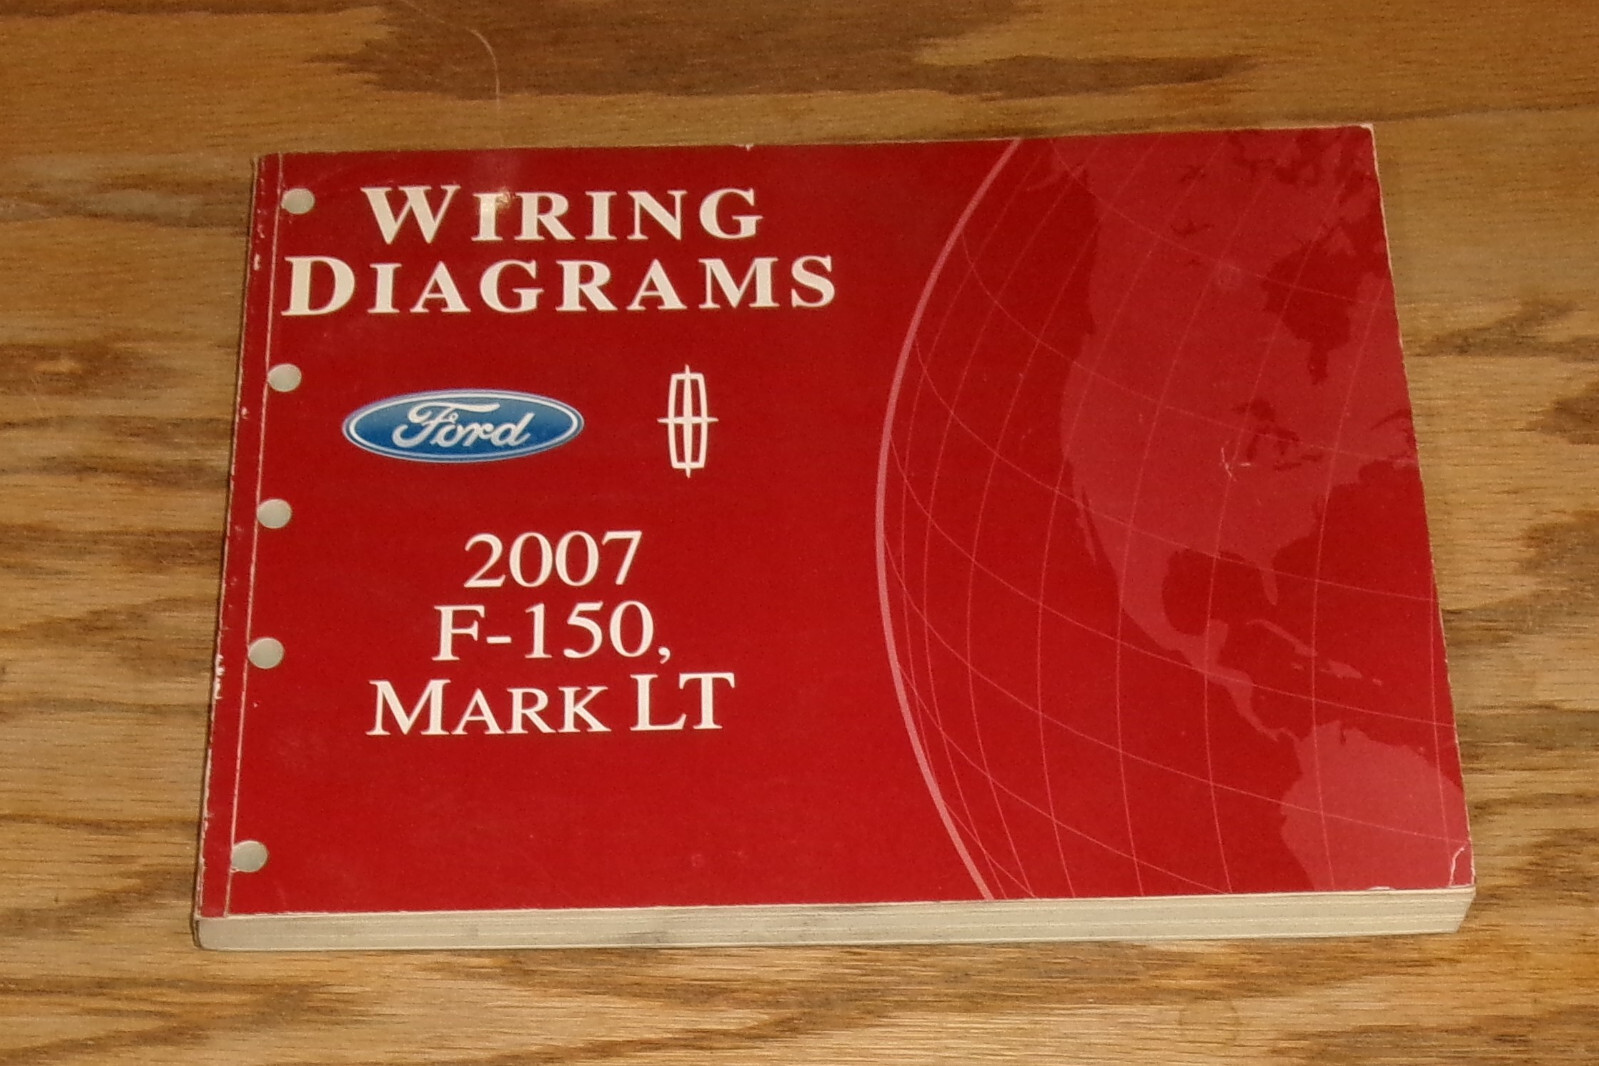 WIRING
DIAGRAMS
Ford
2007
F-150,
MARK LT